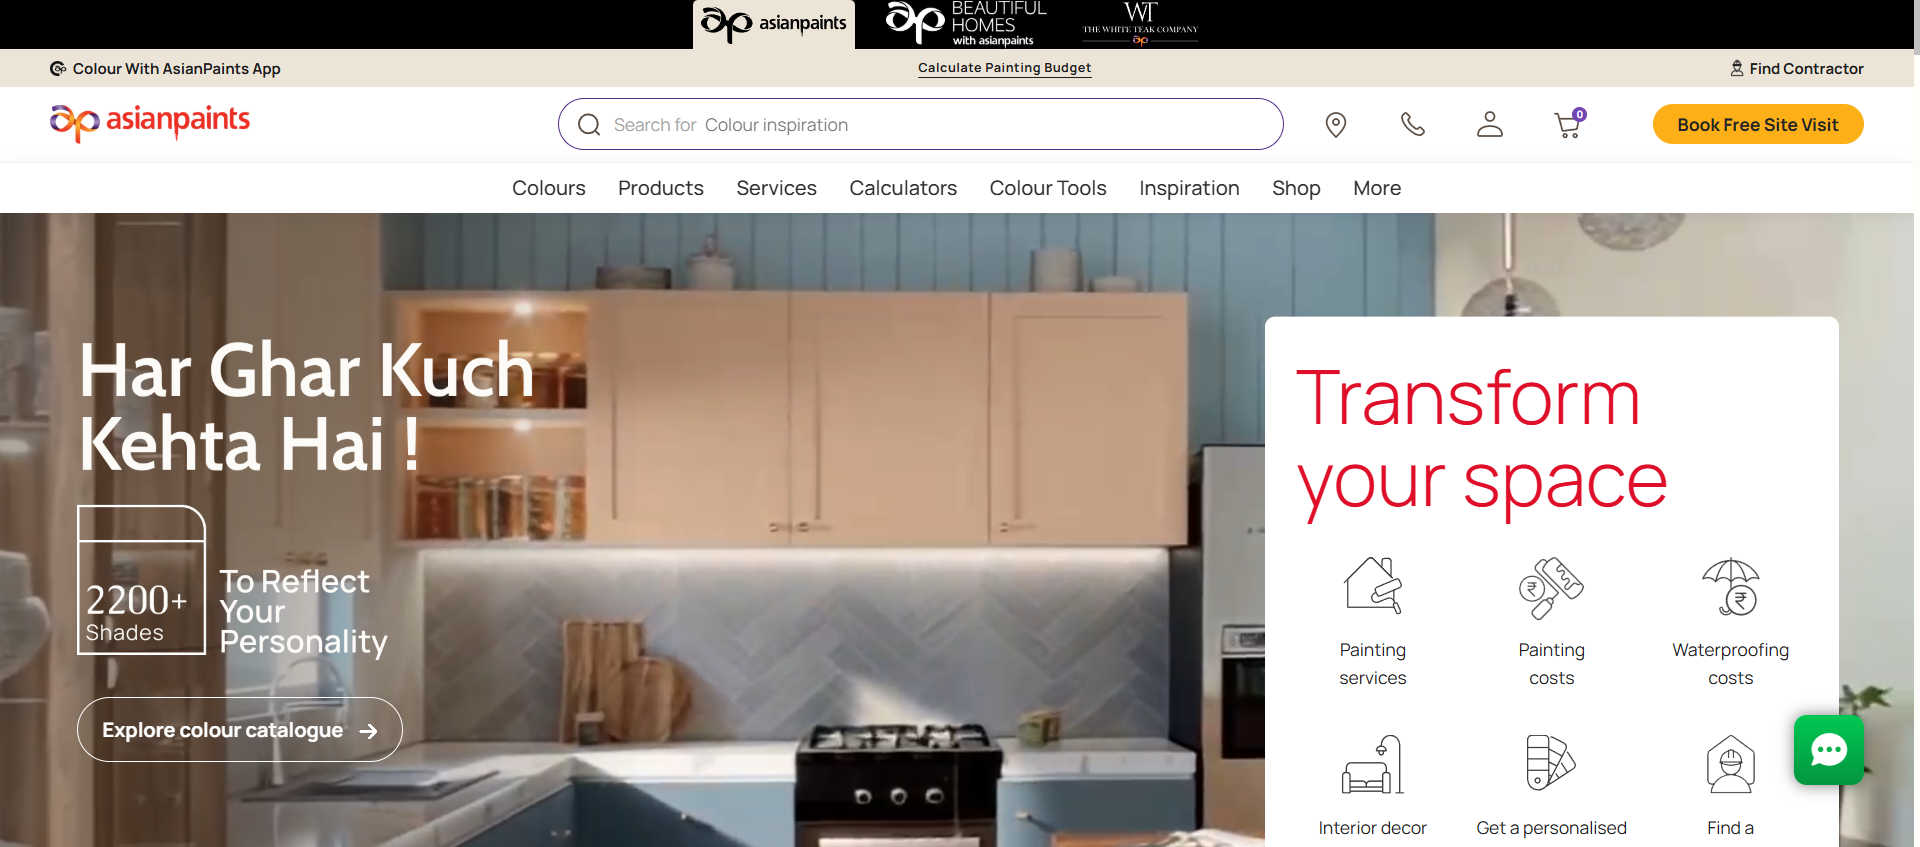 asianpaints
BEAUTIFUL
HOMES
with asianpaints
WT
THE WHITE TEAK COMPANY
Colour With AsianPaints App
Calculate Painting Budget
Find Contractor
asianpaints
Search for Colour inspiration
0
Book Free Site Visit
Colours Products Services Calculators Colour Tools Inspiration Shop More
Har Ghar Kuch
Kehta Hai !
2200+
Shades
To Reflect
Your
Personality
Explore colour catalogue
Transform
your space
Painting
services
Painting
costs
Waterproofing
costs
Interior decor
Get a personalised
Find a